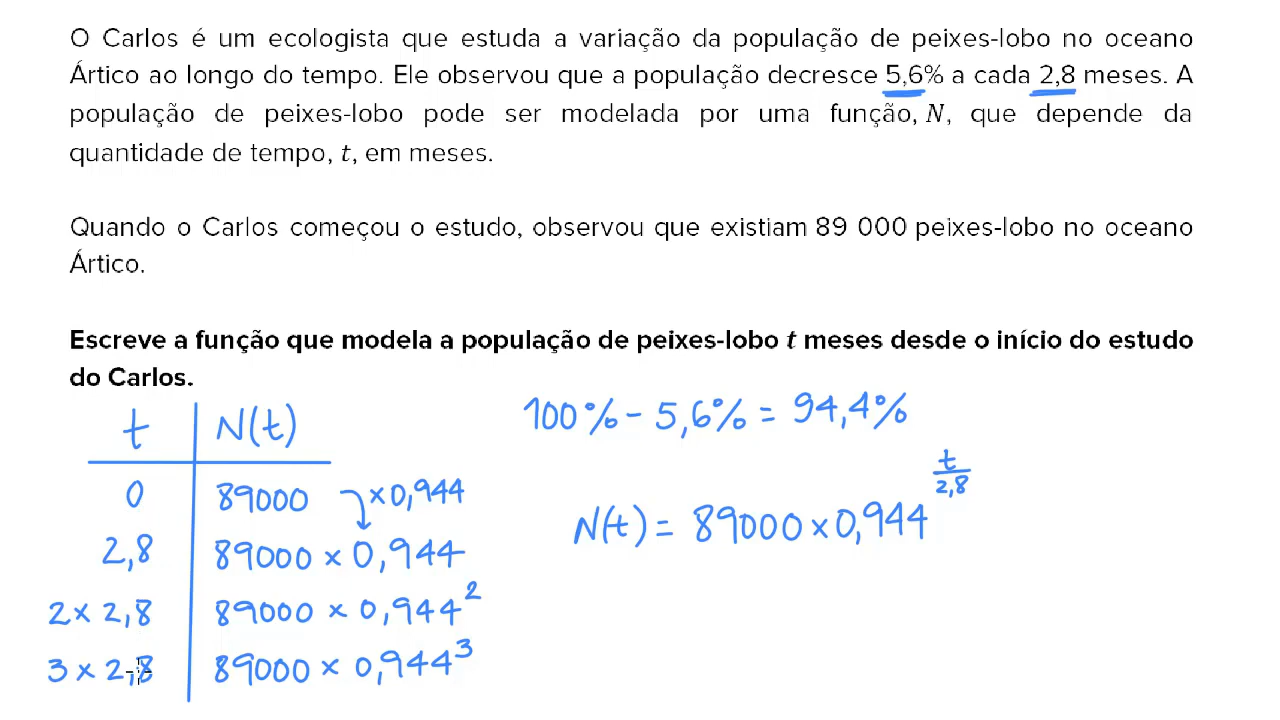 O Carlos é um ecologista que estuda a variação da população de peixes-lobo no oceano
Ártico ao longo do tempo. Ele observou que a população decresce 5,6% a cada 2,8 meses. A
população de peixes-lobo pode ser modelada por uma função, N, que depende da
quantidade de tempo, t, em meses.
Quando o Carlos começou o estudo, observou que existiam 89 000 peixes-lobo no oceano
Ártico.
Escreve a função que modela a população de peixes-lobo t meses desde o início do estudo
do Carlos.
t | N(t)
0 | 89000 ×0,944
2,8 | 89000 × 0,944
2 × 2,8 | 89000 × 0,944^2
3 × 2,8 | 89000 × 0,944^3
100% - 5,6% = 94,4%
N(t) = 89000 × 0,944^(t/2,8)